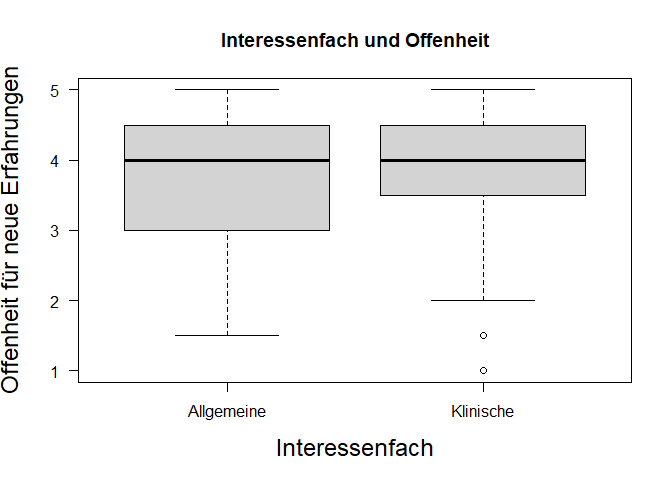 Interessenfach und Offenheit
Offenheit für neue Erfahrungen
5
4
3
2
1
Allgemeine
Klinische
Interessenfach